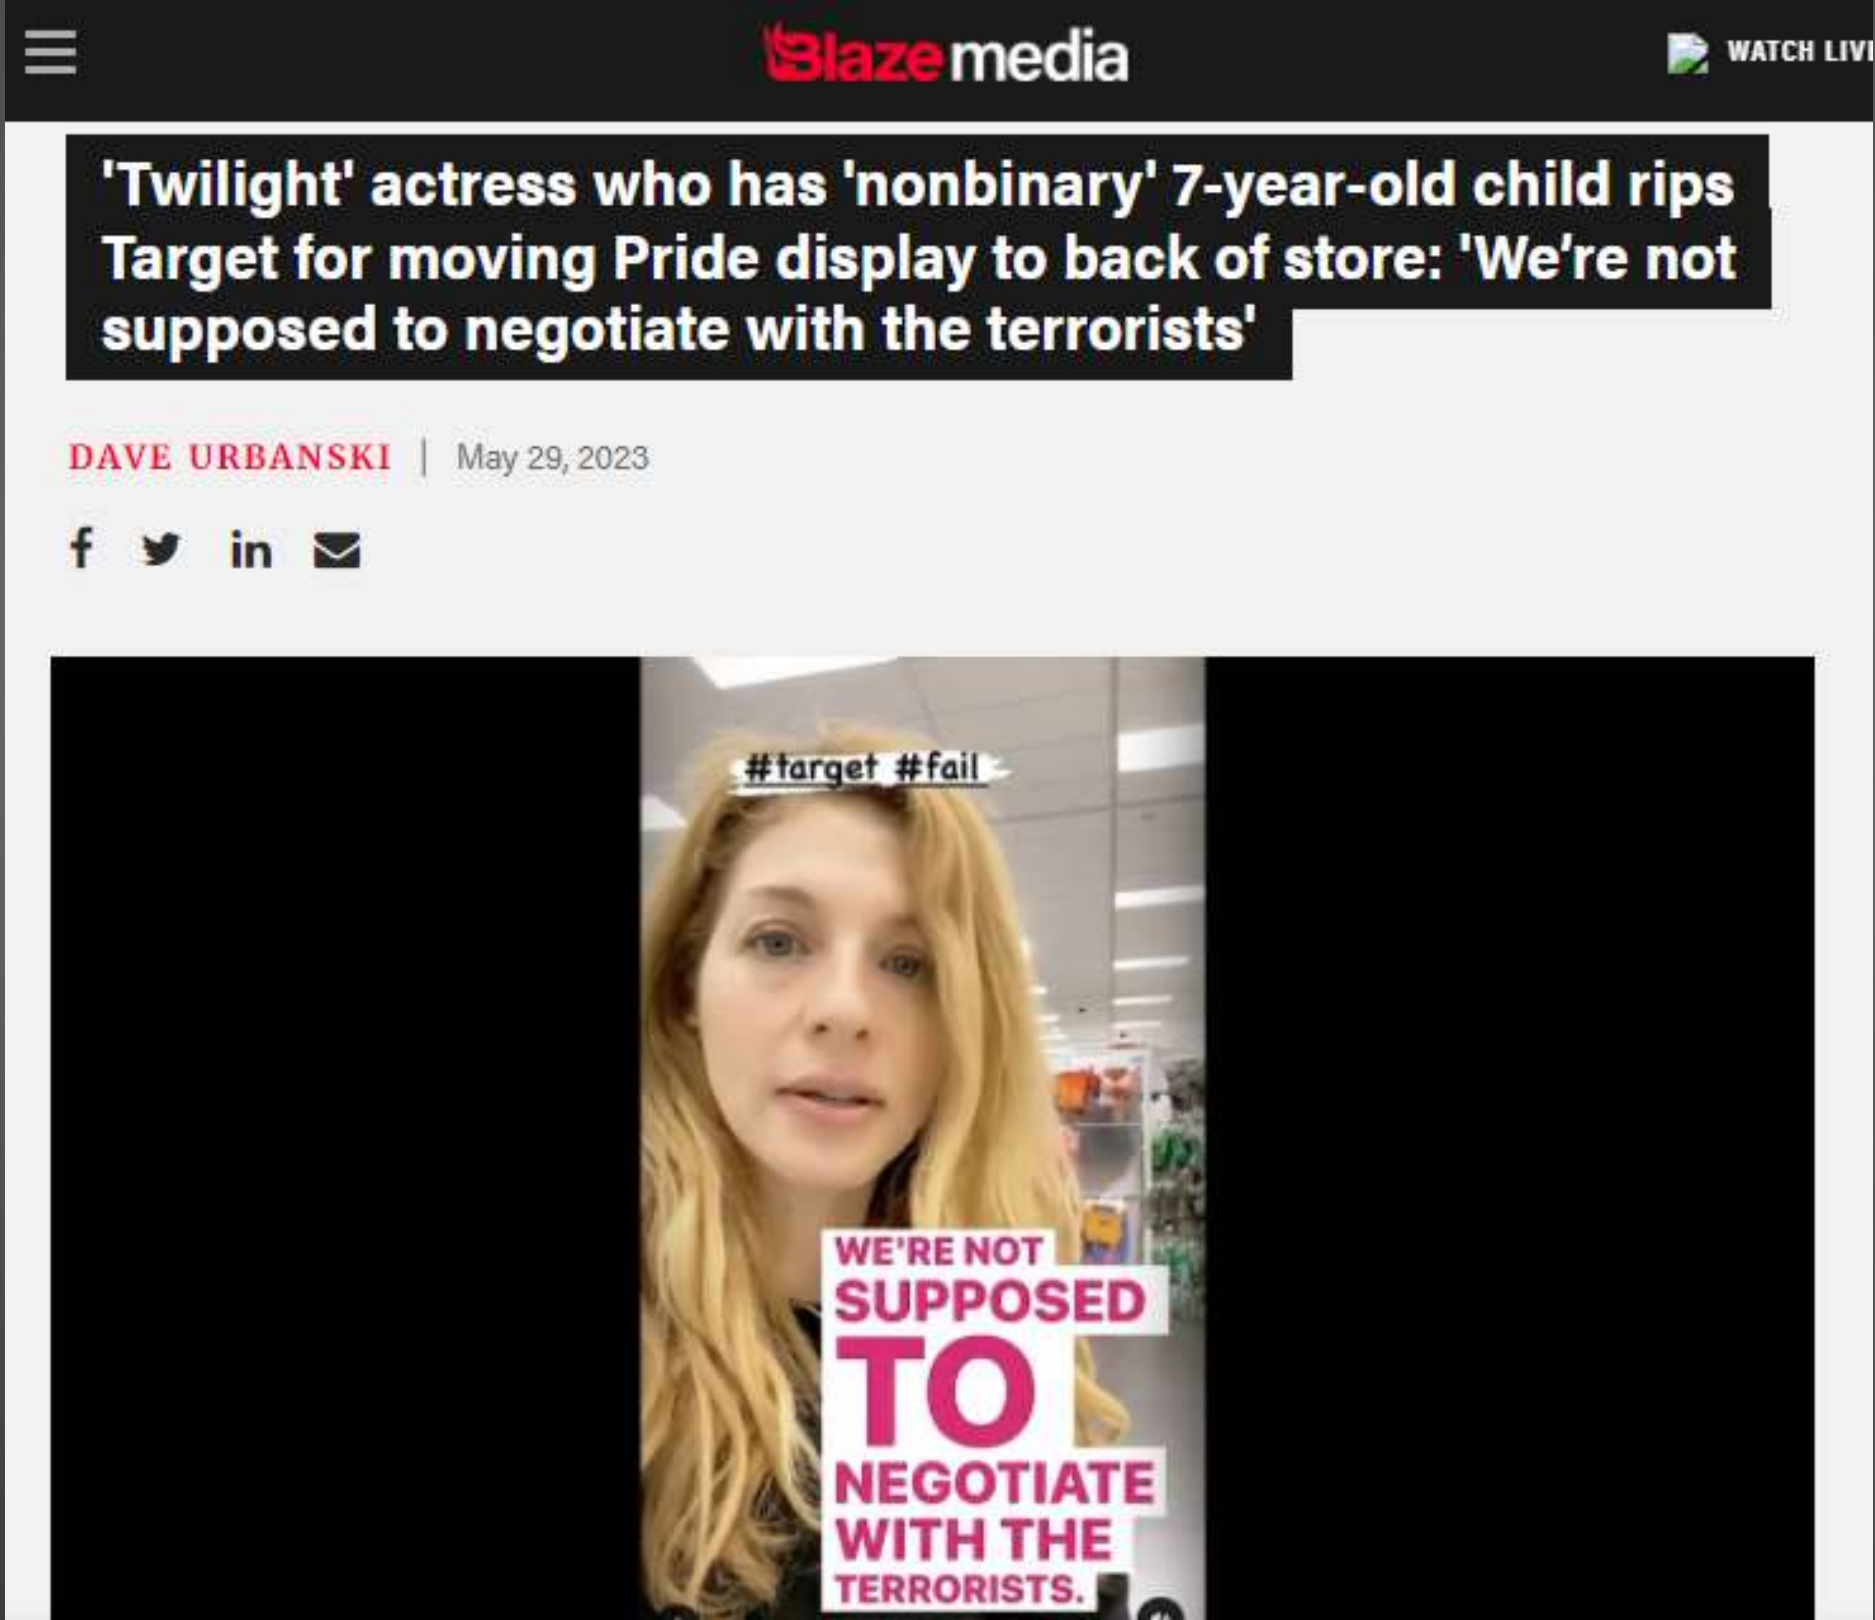 Blaze media
WATCH LIV
'Twilight' actress who has 'nonbinary' 7-year-old child rips
Target for moving Pride display to back of store: 'We’re not
supposed to negotiate with the terrorists'
DAVE URBANSKI | May 29, 2023
#target #fail
WE'RE NOT
SUPPOSED
TO
NEGOTIATE
WITH THE
TERRORISTS.